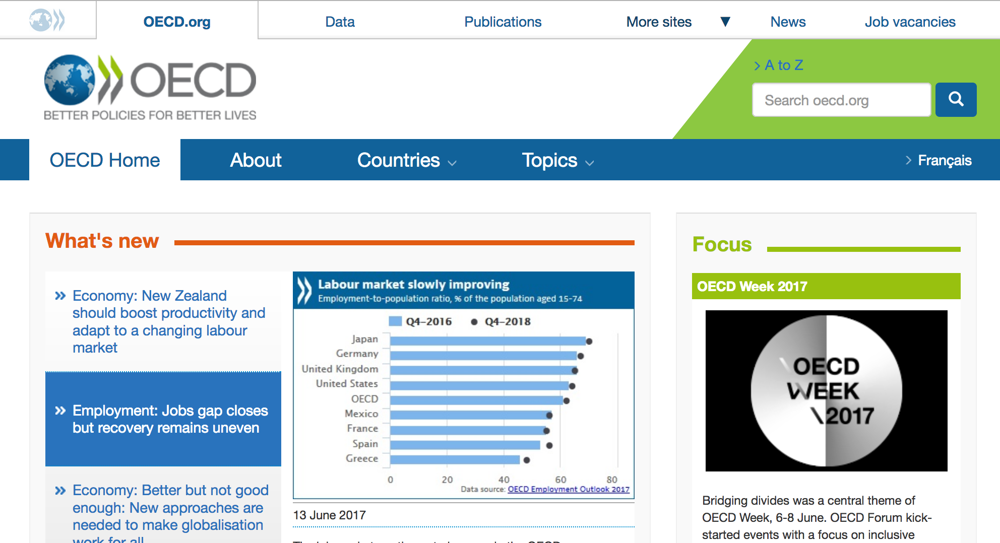 OECD.org
Data
Publications
More sites
News
Job vacancies
OECD
BETTER POLICIES FOR BETTER LIVES
A to Z
Search oecd.org
OECD Home
About
Countries
Topics
Français
What's new
Economy: New Zealand
should boost productivity and
adapt to a changing labour
market
Employment: Jobs gap closes
but recovery remains uneven
Economy: Better but not good
enough: New approaches are
needed to make globalisation
work for all
Labour market slowly improving
Employment-to-population ratio, % of the population aged 15-74
Q4–2016
Q4–2018
Japan
Germany
United Kingdom
United States
OECD
Mexico
France
Spain
Greece
0 20 40 60 80
Data source: OECD Employment Outlook 2017
13 June 2017
Focus
OECD Week 2017
OECD
WEEK
\2017
Bridging divides was a central theme of
OECD Week, 6-8 June. OECD Forum kick-
started events with a focus on inclusive